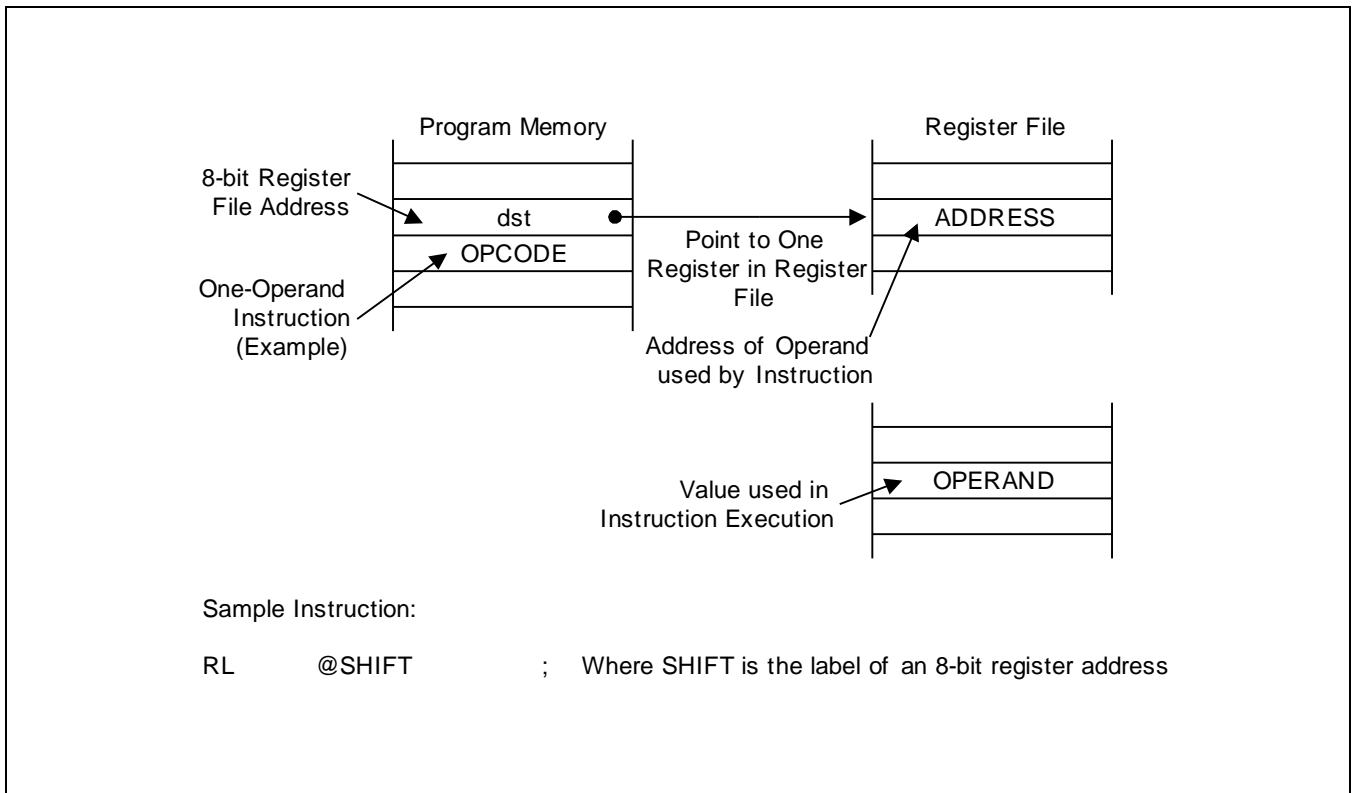 Program Memory
Register File
8-bit Register
File Address
dst
ADDRESS
OPCODE
Point to One
Register in Register
File
One-Operand
Instruction
(Example)
Address of Operand
used by Instruction
OPERAND
Value used in
Instruction Execution
Sample Instruction:
RL @SHIFT ; Where SHIFT is the label of an 8-bit register address